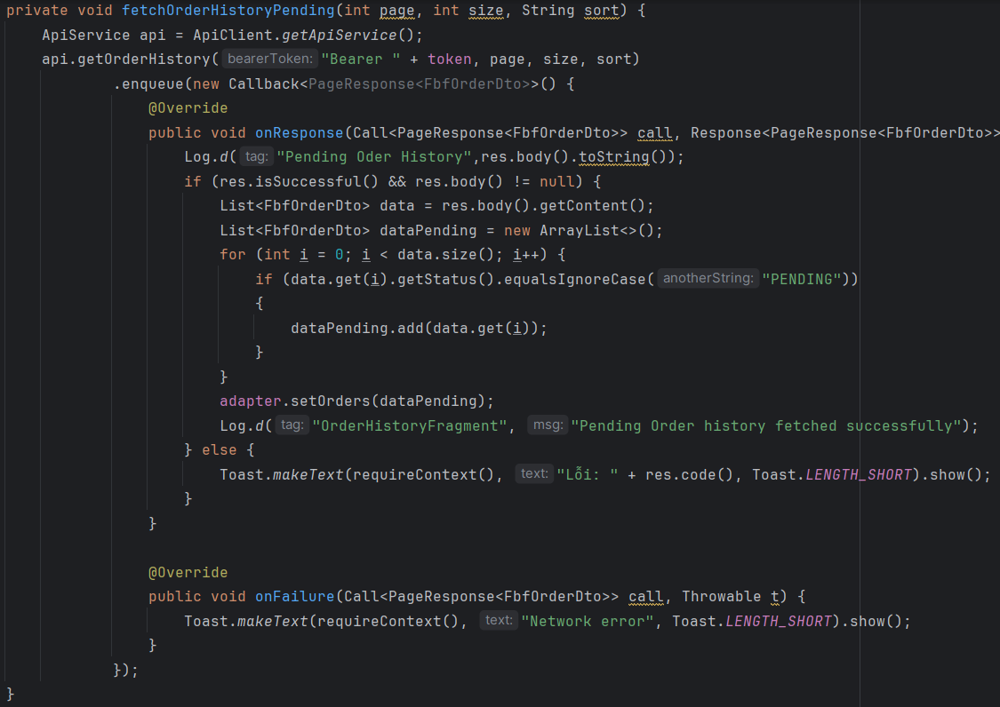 private void fetchOrderHistoryPending(int page, int size, String sort) {
ApiService api = ApiClient.getApiService();
api.getOrderHistory( bearerToken: "Bearer " + token, page, size, sort)
.enqueue(new Callback<PageResponse<FbfOrderDto>>() {
@Override
public void onResponse(Call<PageResponse<FbfOrderDto>> call, Response<PageResponse<FbfOrderDto>>
Log.d( tag: "Pending Oder History",res.body().toString());
if (res.isSuccessful() && res.body() != null) {
List<FbfOrderDto> data = res.body().getContent();
List<FbfOrderDto> dataPending = new ArrayList<>();
for (int i = 0; i < data.size(); i++) {
if (data.get(i).getStatus().equalsIgnoreCase( anotherString: "PENDING"))
{
dataPending.add(data.get(i));
}
}
adapter.setOrders(dataPending);
Log.d( tag: "OrderHistoryFragment", msg: "Pending Order history fetched successfully");
} else {
Toast.makeText(requireContext(), text: "Lỗi: " + res.code(), Toast.LENGTH_SHORT).show();
}
}
@Override
public void onFailure(Call<PageResponse<FbfOrderDto>> call, Throwable t) {
Toast.makeText(requireContext(), text: "Network error", Toast.LENGTH_SHORT).show();
}
});
}